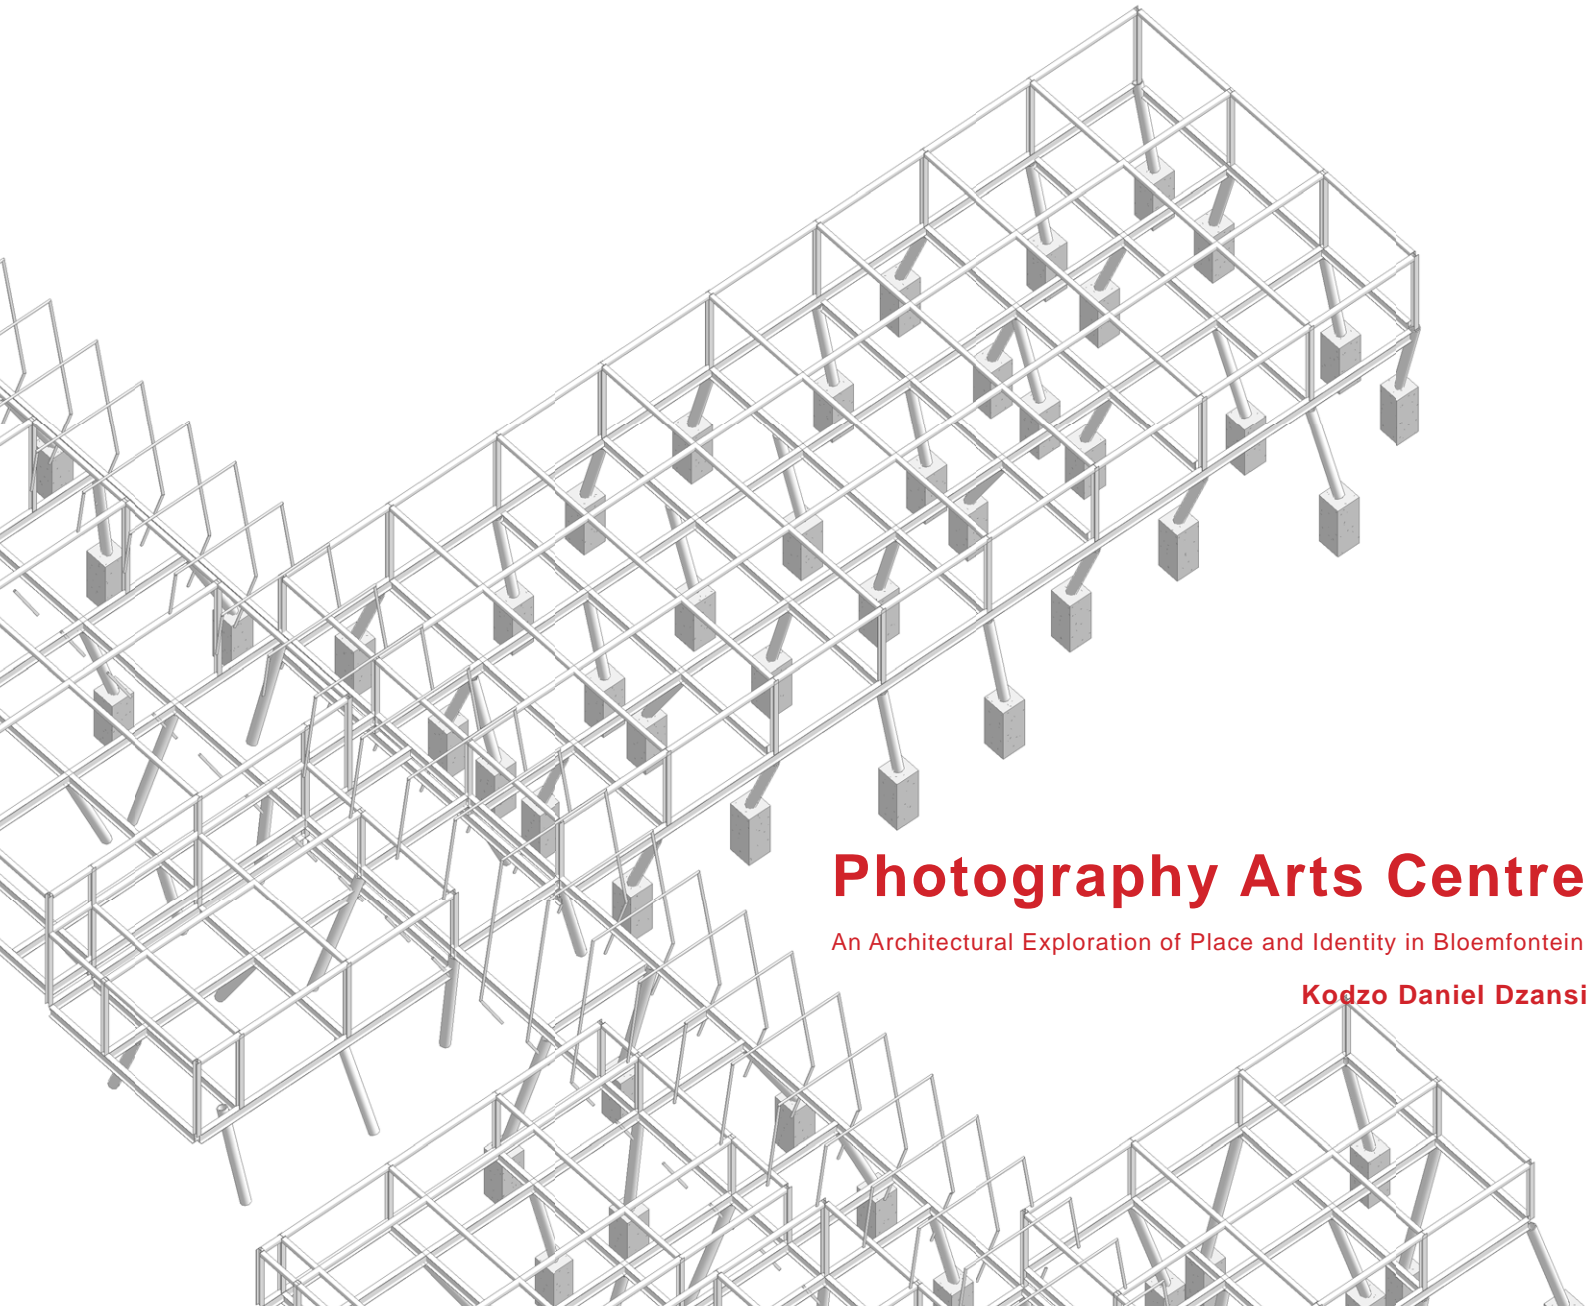 Photography Arts Centre
An Architectural Exploration of Place and Identity in Bloemfontein
Kodzo Daniel Dzansi